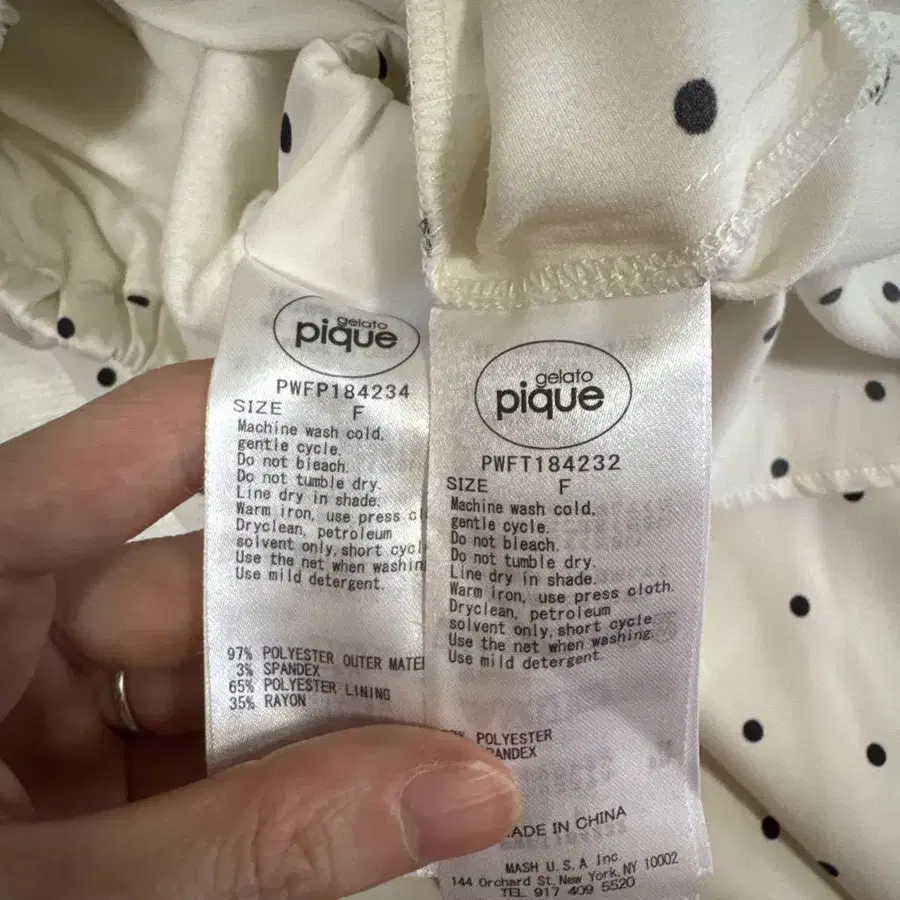 gelato
pique
PWFP184234
SIZE F
Machine wash cold,
gentle cycle.
Do not bleach.
Do not tumble dry.
Line dry in shade.
Warm iron, use press
Dryclean, petroleum
solvent only, short
Use the net when
Use mild detergent.
97% POLYESTER OUTER
3% SPANDEX
65% POLYESTER LINING
35% RAYON
gelato
pique
PWFT184232
SIZE F
Machine wash cold,
gentle cycle.
Do not bleach.
Do not tumble dry.
Line dry in shade.
Warm iron, use press cloth.
Dryclean, petroleum
solvent only, short cycle.
Use the net when washing.
Use mild detergent.
POLYESTER
MADE IN CHINA
MASH U.S.A Inc.
144 Orchard St, New York, NY 10002
TEL 917 409 5520